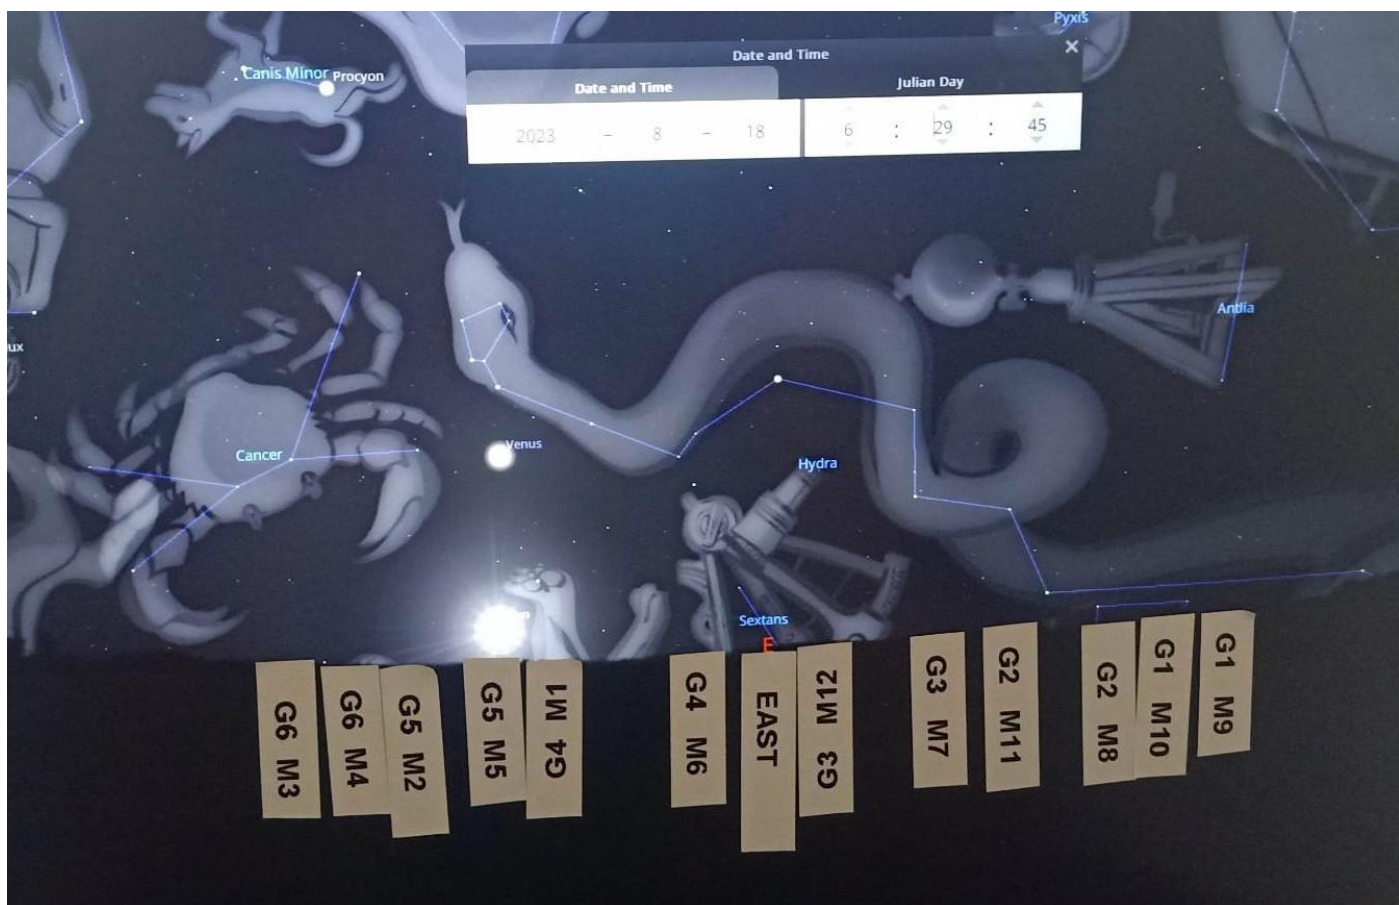 Pyxis
Date and Time
Date and Time
Julian Day
2023 - 8 - 18
6 : 29 : 45
Canis Minor Procyon
Antlia
ux
Cancer
Venus
Hydra
Sextans
E
G6 M3
G6 M4
G5 M2
G5 M5
G4 M1
G4 M6
EAST
G3 M12
G3 M7
G2 M11
G2 M8
G1 M10
G1 M9